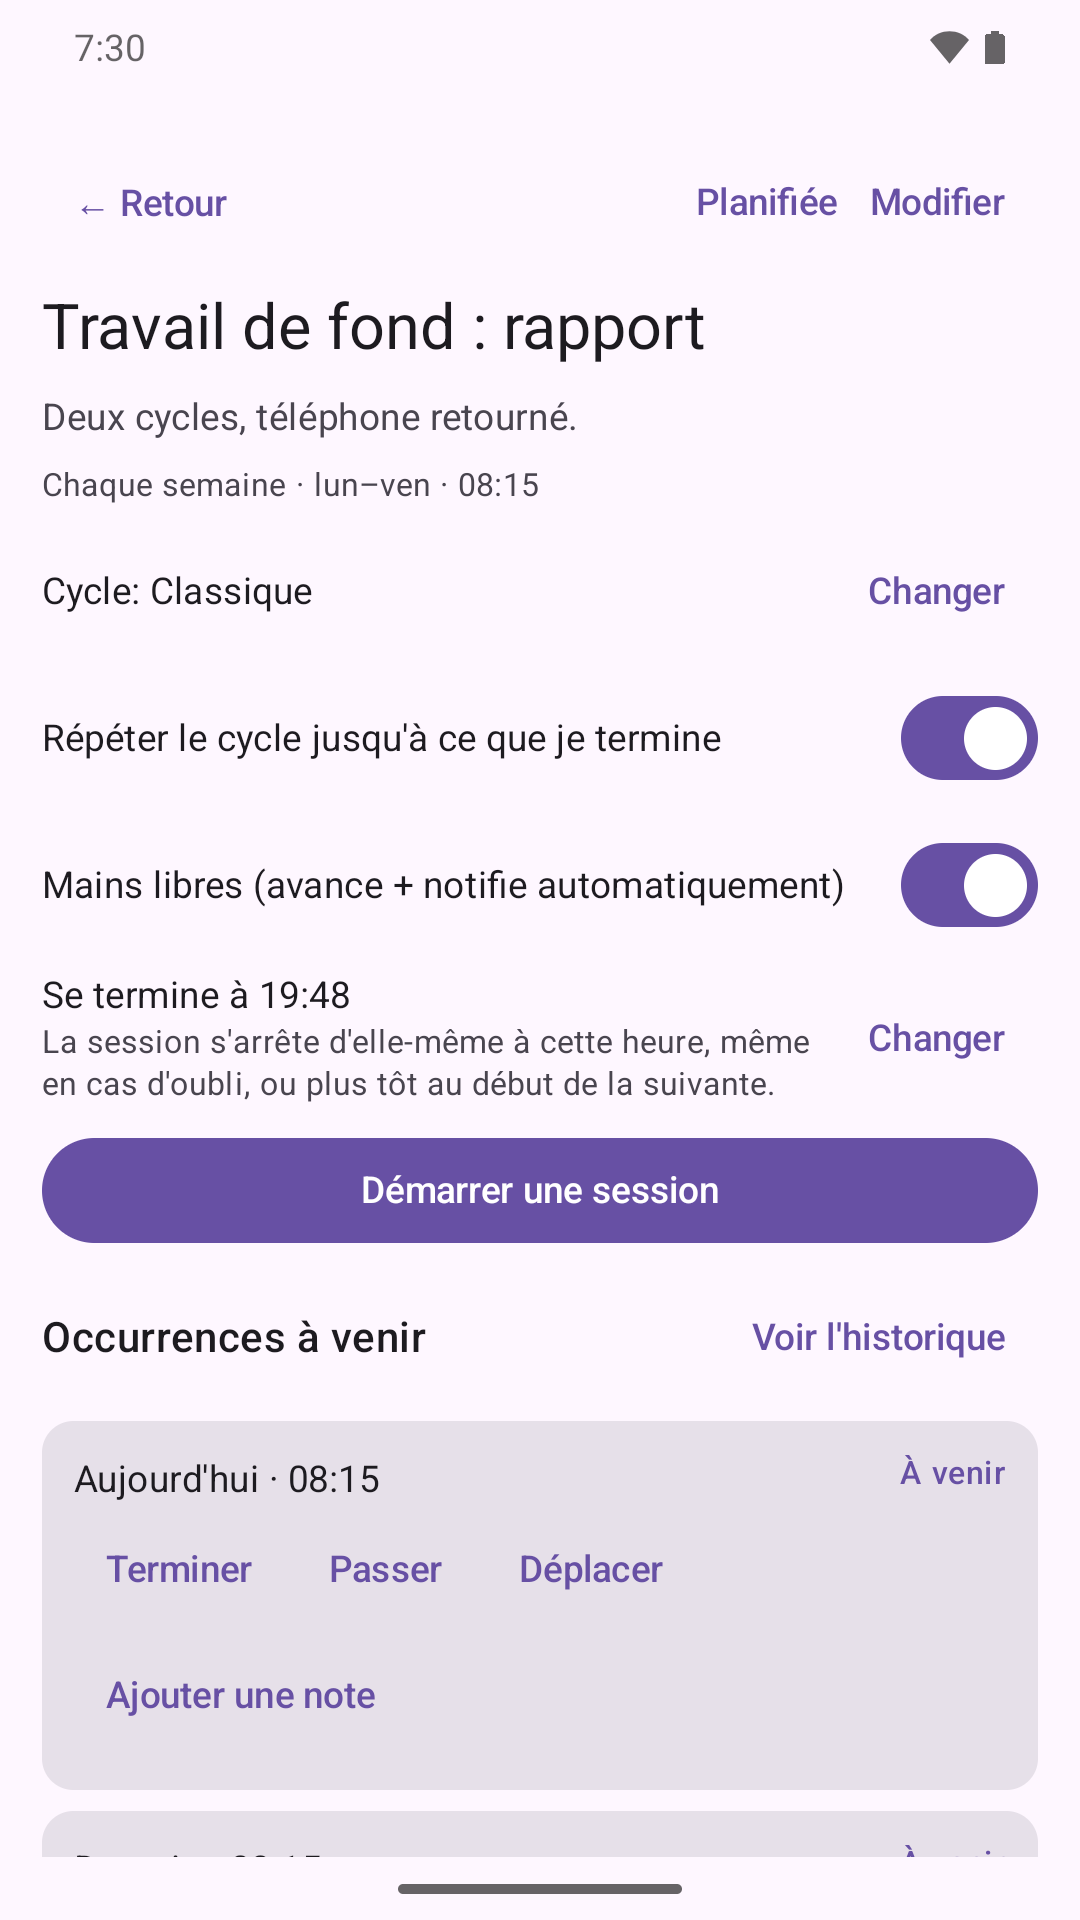 7:30
← Retour
Planifiée
Modifier
Travail de fond : rapport
Deux cycles, téléphone retourné.
Chaque semaine · lun–ven · 08:15
Cycle: Classique
Changer
Répéter le cycle jusqu'à ce que je termine
Mains libres (avance + notifie automatiquement)
Se termine à 19:48
La session s'arrête d'elle-même à cette heure, même
en cas d'oubli, ou plus tôt au début de la suivante.
Changer
Démarrer une session
Occurrences à venir
Voir l'historique
Aujourd'hui · 08:15
À venir
Terminer
Passer
Déplacer
Ajouter une note